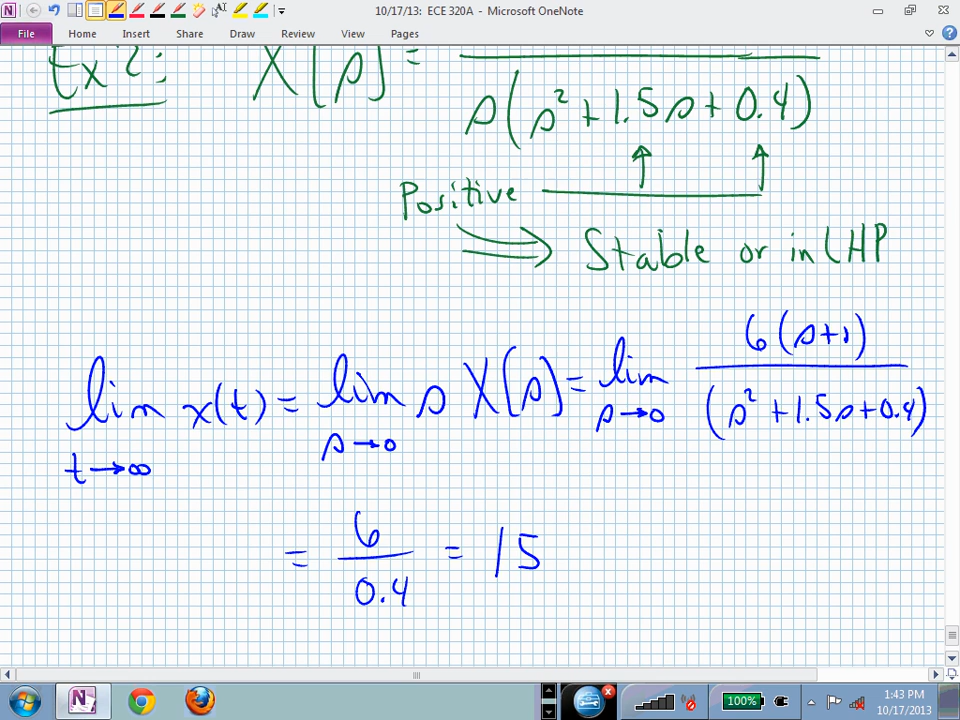 10/17/13: ECE 320A - Microsoft OneNote
File Home Insert Share Draw Review View Pages
Ex 2: X(s) =
s(s² + 1.5s + 0.4)
Positive
Stable or in LHP
lim x(t) = lim s X(s) = lim 6(s+1) / (s² + 1.5s + 0.4)
t→∞ s→0 s→0
= 6 / 0.4 = 15
100%
1:43 PM
10/17/2013